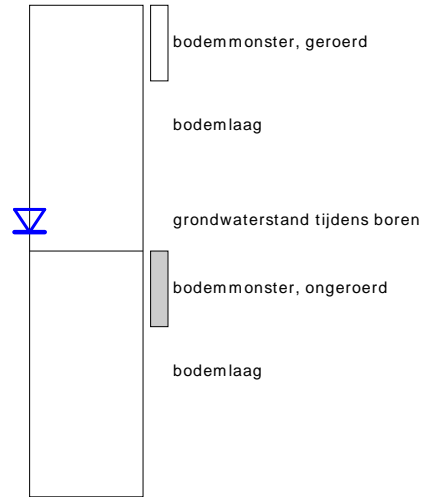 bodemmonster, geroerd
bodemlaag
grondwaterstand tijdens boren
bodemmonster, ongeroerd
bodemlaag